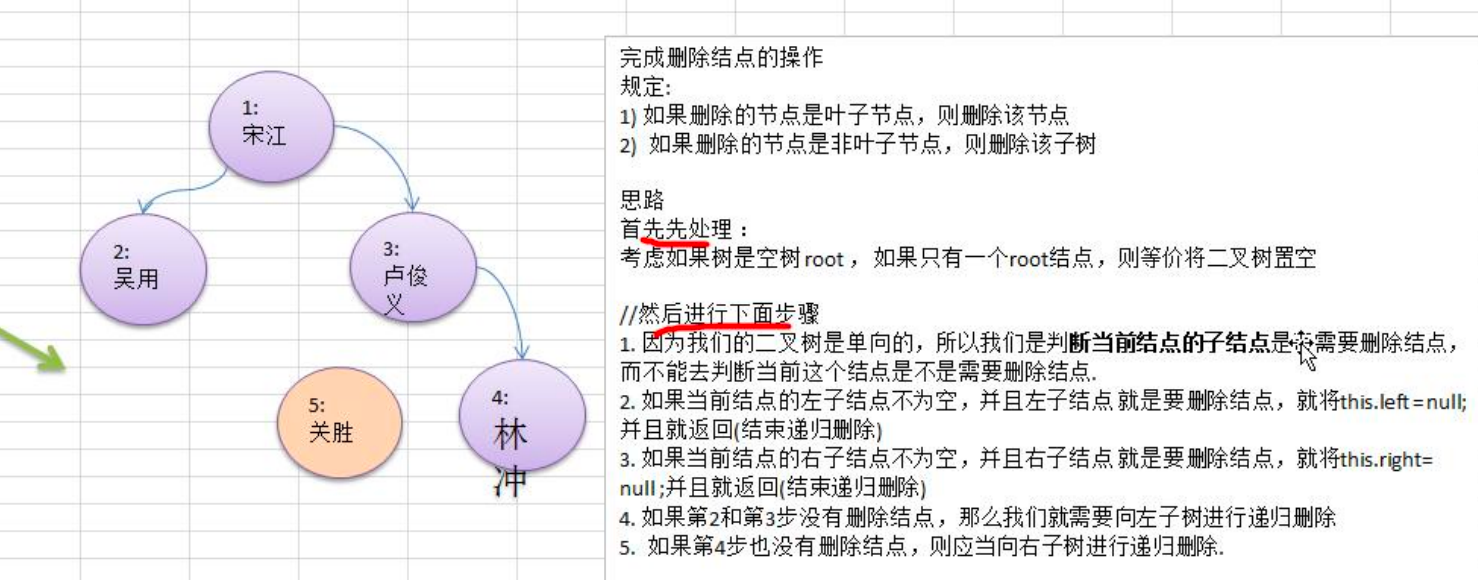 1:
宋江
2:
吴用
3:
卢俊
义
5:
关胜
4:
林
冲
完成删除结点的操作
规定:
1) 如果删除的节点是叶子节点，则删除该节点
2) 如果删除的节点是非叶子节点，则删除该子树
思路
首先先处理：
考虑如果树是空树root，如果只有一个root结点，则等价将二叉树置空
//然后进行下面步骤
1. 因为我们的二叉树是单向的，所以我们是判断当前结点的子结点是 需要删除结点，
而不能去判断当前这个结点是不是需要删除结点.
2. 如果当前结点的左子结点不为空，并且左子结点 就是要删除结点，就将this.left=null;
并且就返回(结束递归删除)
3. 如果当前结点的右子结点不为空，并且右子结点 就是要删除结点，就将this.right=
null ;并且就返回(结束递归删除)
4. 如果第2和第3步没有删除结点，那么我们就需要向左子树进行递归删除
5. 如果第4步也没有删除结点，则应当向右子树进行递归删除.